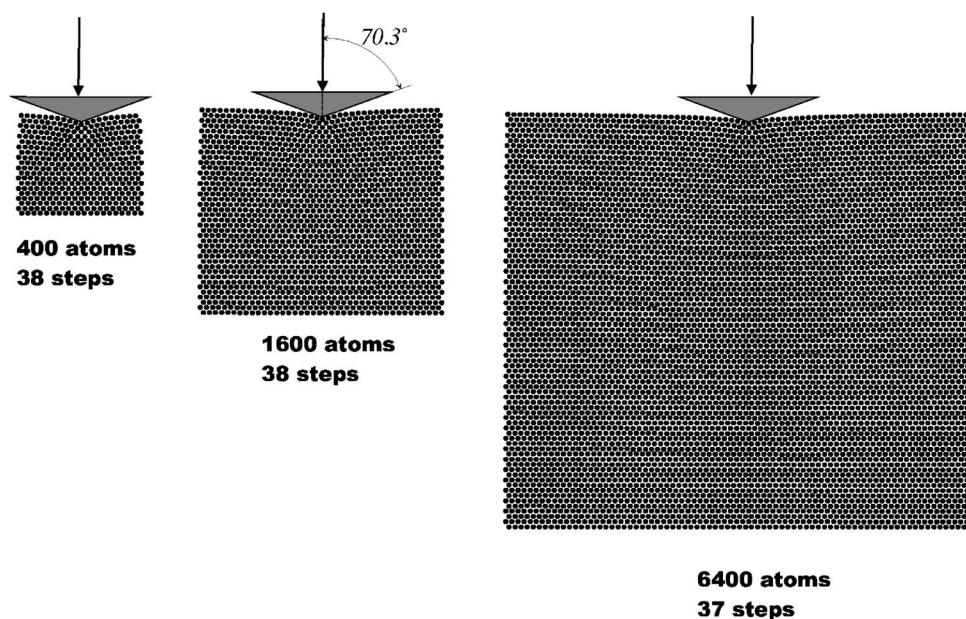 70.3°
400 atoms
38 steps
1600 atoms
38 steps
6400 atoms
37 steps